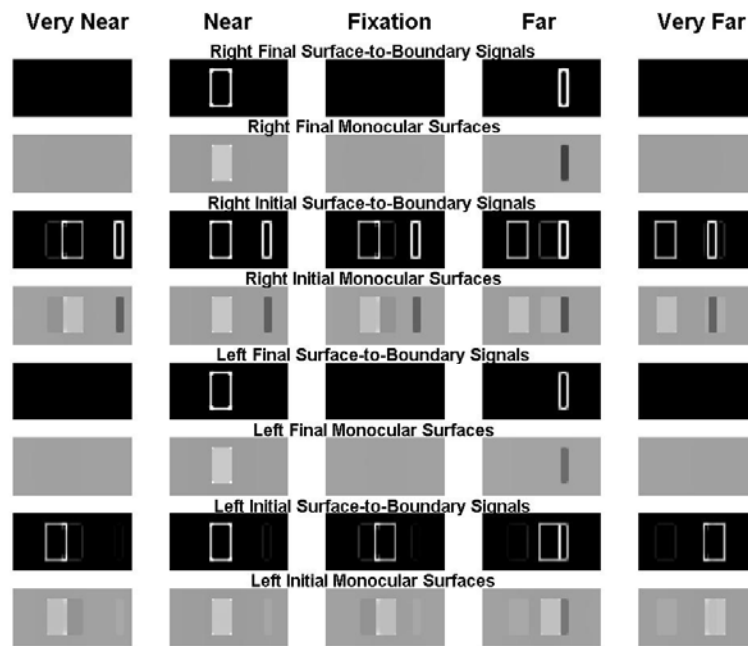 Very Near Near Fixation Far Very Far
Right Final Surface-to-Boundary Signals
Right Final Monocular Surfaces
Right Initial Surface-to-Boundary Signals
Right Initial Monocular Surfaces
Left Final Surface-to-Boundary Signals
Left Final Monocular Surfaces
Left Initial Surface-to-Boundary Signals
Left Initial Monocular Surfaces